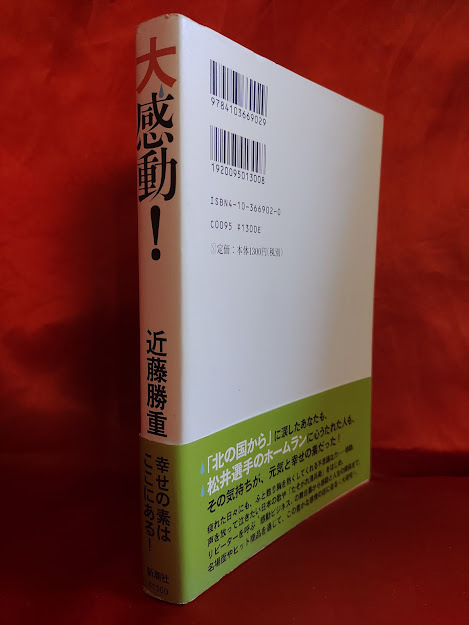 大感動！
近藤勝重
幸せの素は
ここにある！
新潮社
9784103669029
1920095013008
ISBN4-10-366902-0
C0095 ¥1300E
定価：本体1300円(税別)
「北の国から」に涙したあなたも、
松井選手のホームランに心うたれた人も、
その気持ちが、元気と幸せの素だった！